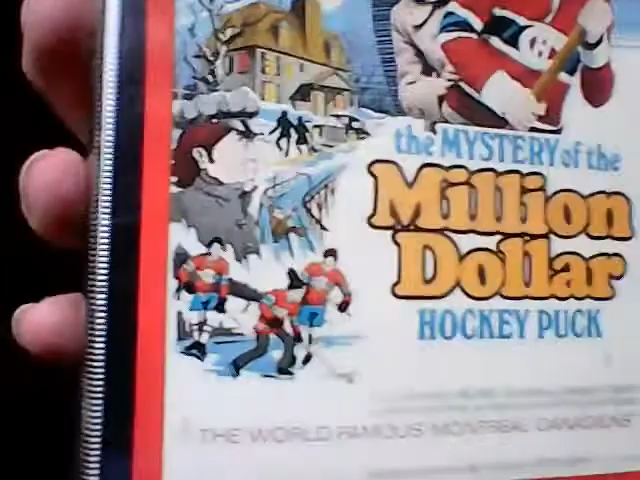 the MYSTERY of the
Million
Dollar
HOCKEY PUCK
THE WORLD FAMOUS MONTREAL CANADIENS